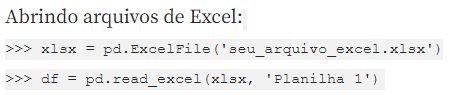 Abrindo arquivos de Excel:
>>> xlsx = pd.ExcelFile('seu_arquivo_excel.xlsx')
>>> df = pd.read_excel(xlsx, 'Planilha 1')